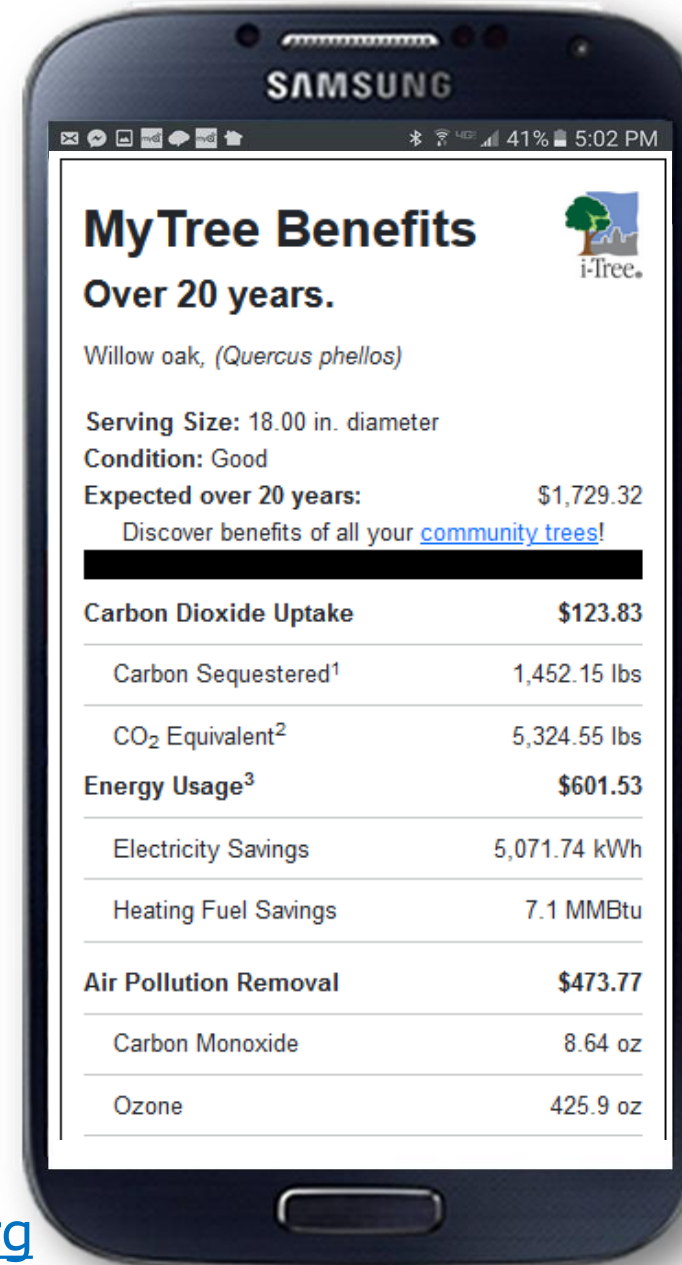 SAMSUNG
41% 5:02 PM
MyTree Benefits
i-Tree®
Over 20 years.
Willow oak, (Quercus phellos)
Serving Size: 18.00 in. diameter
Condition: Good
Expected over 20 years: $1,729.32
Discover benefits of all your community trees!
Carbon Dioxide Uptake $123.83
Carbon Sequestered¹ 1,452.15 lbs
CO₂ Equivalent² 5,324.55 lbs
Energy Usage³ $601.53
Electricity Savings 5,071.74 kWh
Heating Fuel Savings 7.1 MMBtu
Air Pollution Removal $473.77
Carbon Monoxide 8.64 oz
Ozone 425.9 oz